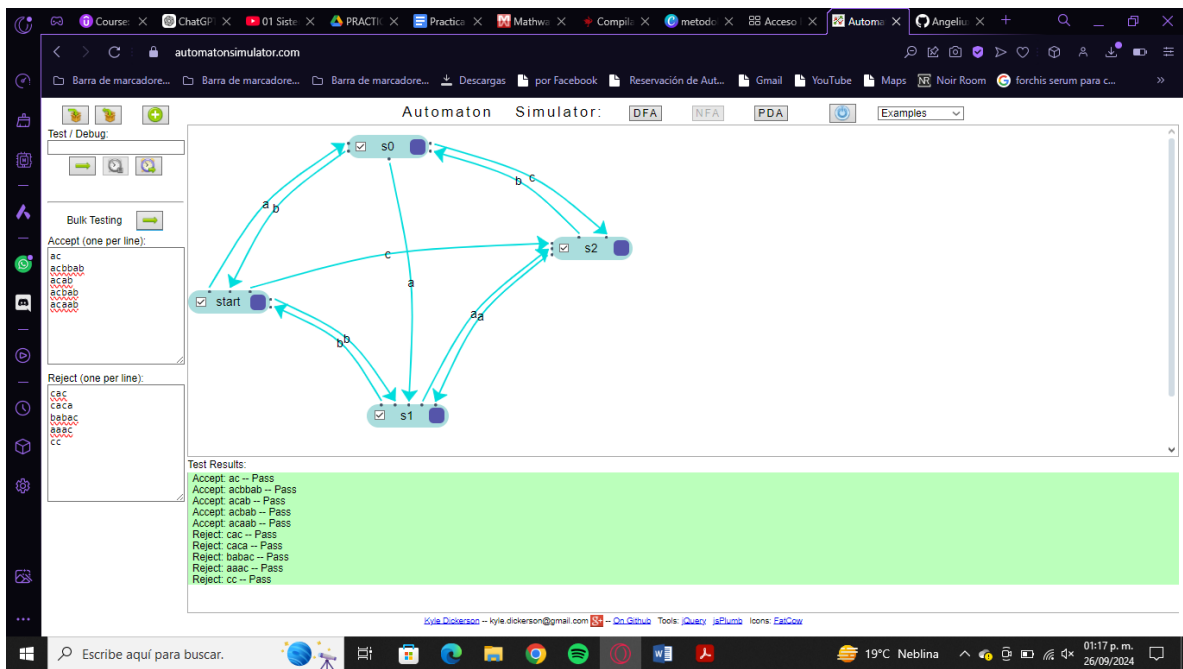 Course: ChatGP 01 Siste PRACTIC Practica Mathwa Compila metodo Acceso Automa Angeliu
automatonsimulator.com
Barra de marcadore... Barra de marcadore... Barra de marcadore... Descargas por Facebook Reservación de Aut... Gmail YouTube Maps NR Noir Room forchis serum para c... »
Automaton Simulator: DFA NFA PDA Examples
Test / Debug:
Bulk Testing
Accept (one per line):
ac
acbbab
acab
acbab
acaab
Reject (one per line):
cac
caca
babac
aaac
cc
s0
b c
a b
s2
c
a
start
a a
b b
s1
Test Results:
Accept: ac -- Pass
Accept: acbbab -- Pass
Accept: acab -- Pass
Accept: acbab -- Pass
Accept: acaab -- Pass
Reject: cac -- Pass
Reject: caca -- Pass
Reject: babac -- Pass
Reject: aaac -- Pass
Reject: cc -- Pass
Kyle Dickerson -- kyle.dickerson@gmail.com g+ -- On Github Tools: jQuery jsPlumb Icons: FatCow
Escribe aquí para buscar.
19°C Neblina
01:17 p. m.
26/09/2024